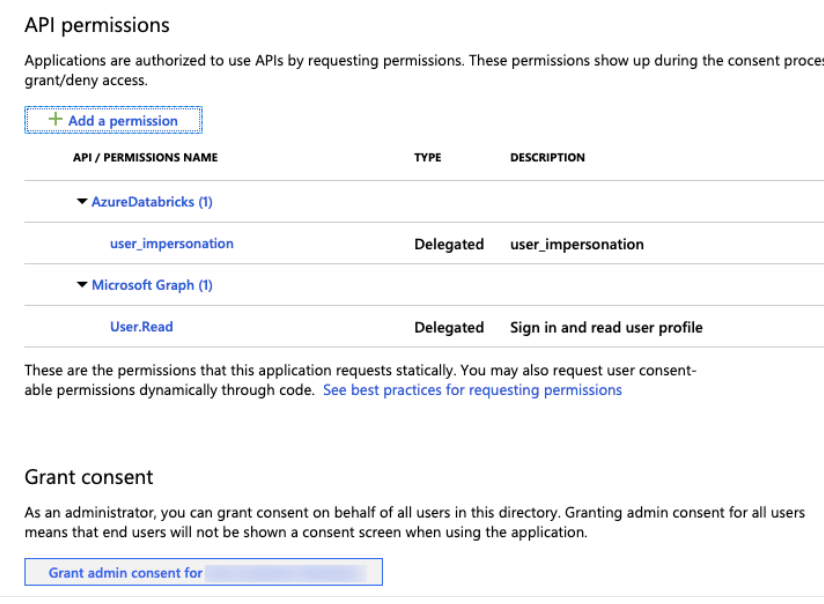 API permissions
Applications are authorized to use APIs by requesting permissions. These permissions show up during the consent proces
grant/deny access.
+ Add a permission
API / PERMISSIONS NAME TYPE DESCRIPTION
AzureDatabricks (1)
user_impersonation Delegated user_impersonation
Microsoft Graph (1)
User.Read Delegated Sign in and read user profile
These are the permissions that this application requests statically. You may also request user consent-
able permissions dynamically through code. See best practices for requesting permissions
Grant consent
As an administrator, you can grant consent on behalf of all users in this directory. Granting admin consent for all users
means that end users will not be shown a consent screen when using the application.
Grant admin consent for